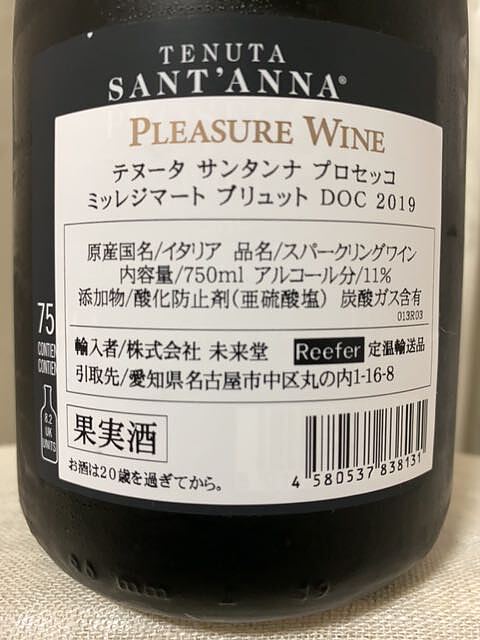 TENUTA
SANT'ANNA®
PLEASURE WINE
テヌータ サンタンナ プロセッコ
ミッレジマート ブリュット DOC 2019
原産国名/イタリア 品名/スパークリングワイン
内容量/750ml アルコール分/11%
添加物/酸化防止剤(亜硫酸塩) 炭酸ガス含有
013R03
75
CONTIEN
CONTIEN
輸入者/株式会社 未来堂 Reefer 定温輸送品
引取先/愛知県名古屋市中区丸の内1-16-8
8.2
UK
UNITS
果実酒
お酒は20歳を過ぎてから。
4 580537 838131
mm